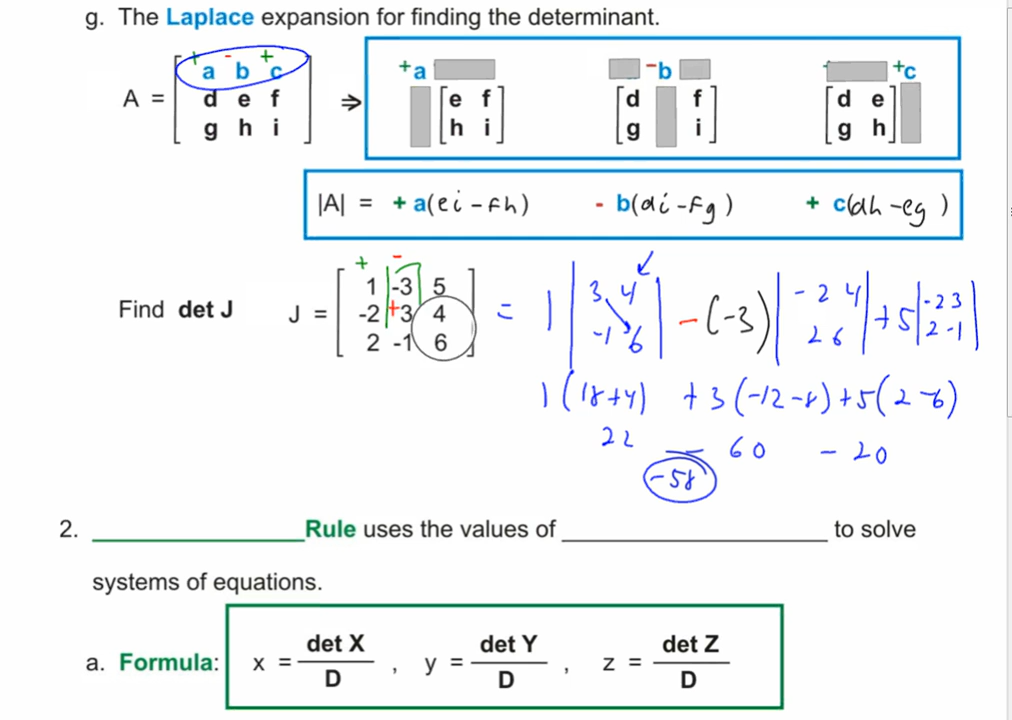 g. The Laplace expansion for finding the determinant.
A = [ + a - b + c ⇒ + a - b + c
d e f [ e f ] [ d f ] [ d e ]
g h i ] [ h i ] [ g i ] [ g h ]
|A| = + a(ei - fh) - b(di - fg) + c(dh - eg)
Find det J J = [ + 1 - -3 5 = 1 | 3 4 | - (-3) | -2 4 | + 5 | -2 3 |
-2 +3 4 | -1 6 | | 2 6 | | 2 -1 |
2 -1 6 ]
1 (18+4) + 3 (-12-8) + 5 (2-6)
22 - 60 - 20
-58
2. ____________________ Rule uses the values of _________________________ to solve
systems of equations.
a. Formula: x = det X / D , y = det Y / D , z = det Z / D